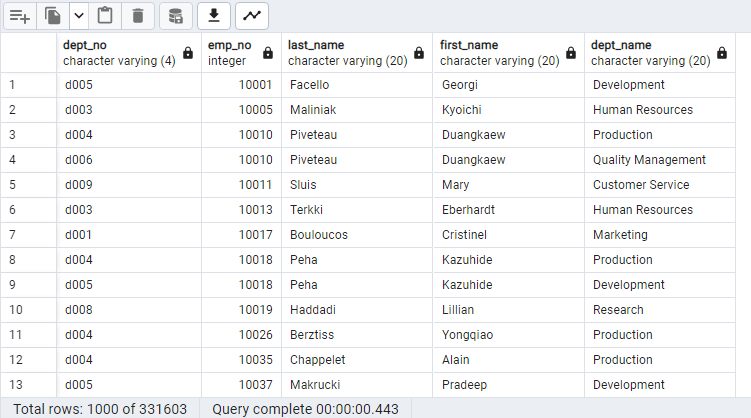 dept_no emp_no last_name first_name dept_name
character varying (4) integer character varying (20) character varying (20) character varying (20)
1 d005 10001 Facello Georgi Development
2 d003 10005 Maliniak Kyoichi Human Resources
3 d004 10010 Piveteau Duangkaew Production
4 d006 10010 Piveteau Duangkaew Quality Management
5 d009 10011 Sluis Mary Customer Service
6 d003 10013 Terkki Eberhardt Human Resources
7 d001 10017 Bouloucos Cristinel Marketing
8 d004 10018 Peha Kazuhide Production
9 d005 10018 Peha Kazuhide Development
10 d008 10019 Haddadi Lillian Research
11 d004 10026 Berztiss Yongqiao Production
12 d004 10035 Chappelet Alain Production
13 d005 10037 Makrucki Pradeep Development
Total rows: 1000 of 331603 Query complete 00:00:00.443